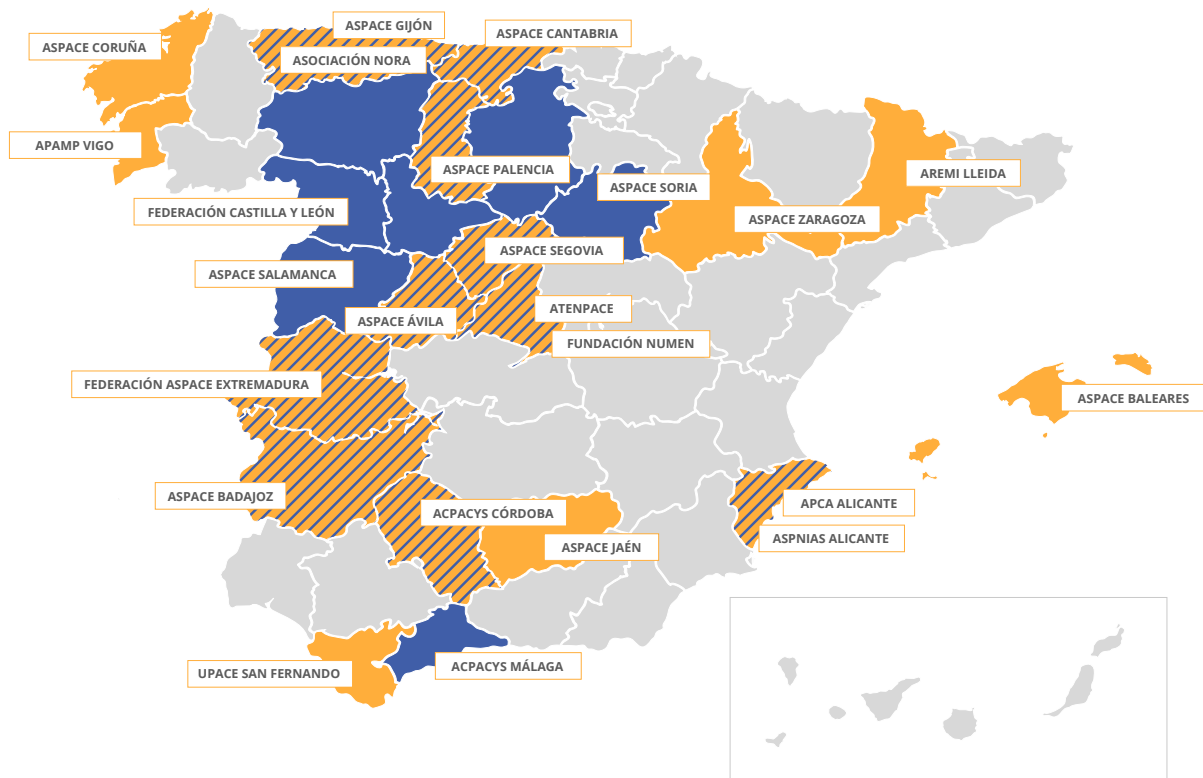 ASPACE GIJÓN
ASPACE CANTABRIA
ASPACE CORUÑA
ASOCIACIÓN NORA
APAMP VIGO
ASPACE PALENCIA
AREMI LLEIDA
ASPACE SORIA
FEDERACIÓN CASTILLA Y LEÓN
ASPACE ZARAGOZA
ASPACE SEGOVIA
ASPACE SALAMANCA
ATENPACE
ASPACE ÁVILA
FUNDACIÓN NUMEN
FEDERACIÓN ASPACE EXTREMADURA
ASPACE BALEARES
ASPACE BADAJOZ
APCA ALICANTE
ACPACYS CÓRDOBA
ASPNIAS ALICANTE
ASPACE JAÉN
ACPACYS MÁLAGA
UPACE SAN FERNANDO